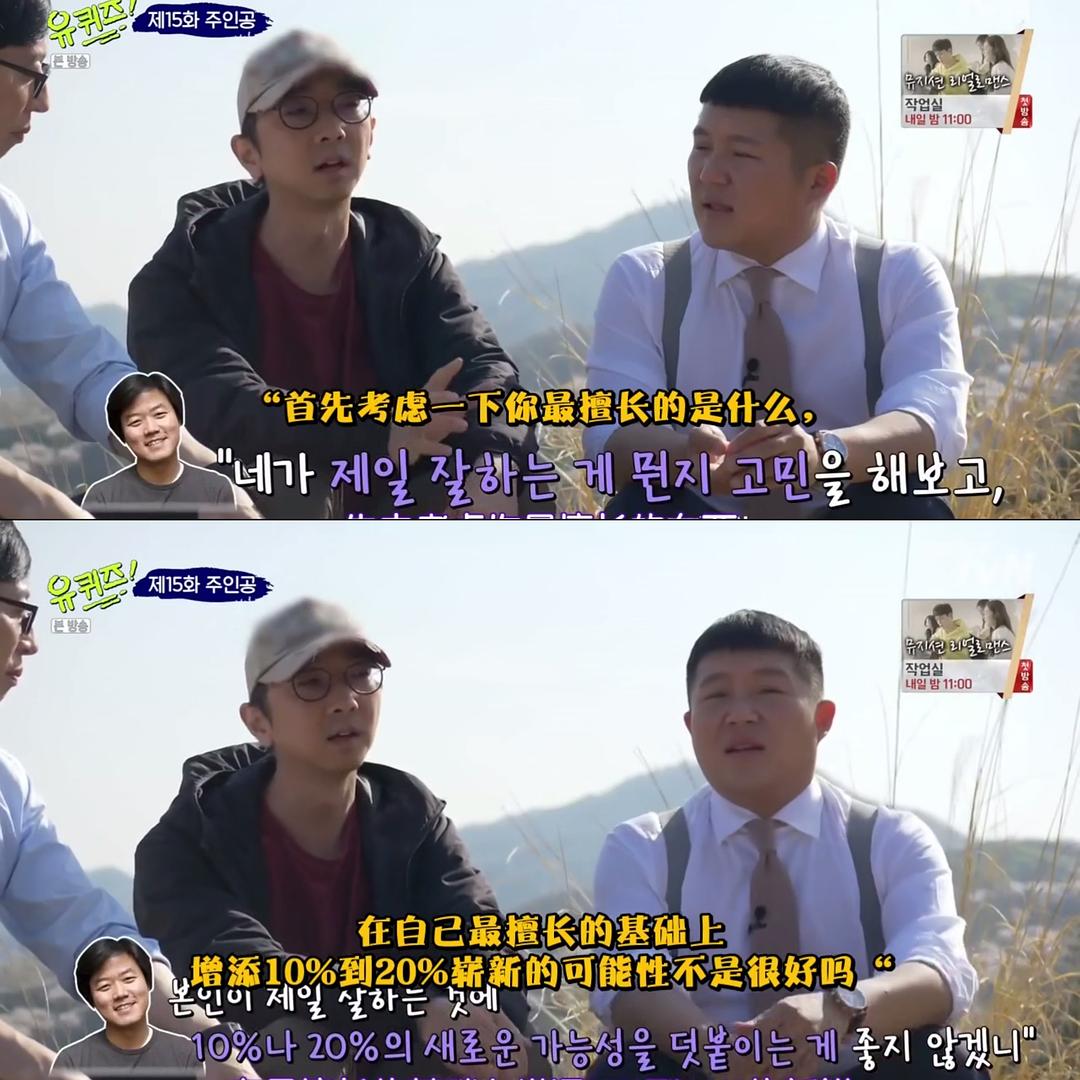 유퀴즈!
제15화 주인공
본 방송
뮤지션 리얼로맨스
작업실
내일 밤 11:00
첫방송
“首先考虑一下你最擅长的是什么，
"네가 제일 잘하는 게 뭔지 고민을 해보고,
유퀴즈!
제15화 주인공
본 방송
뮤지션 리얼로맨스
작업실
내일 밤 11:00
첫방송
在自己最擅长的基础上
增添10%到20%崭新的可能性不是很好吗“
본인이 제일 잘하는 것에
10%나 20%의 새로운 가능성을 덧붙이는 게 좋지 않겠니"